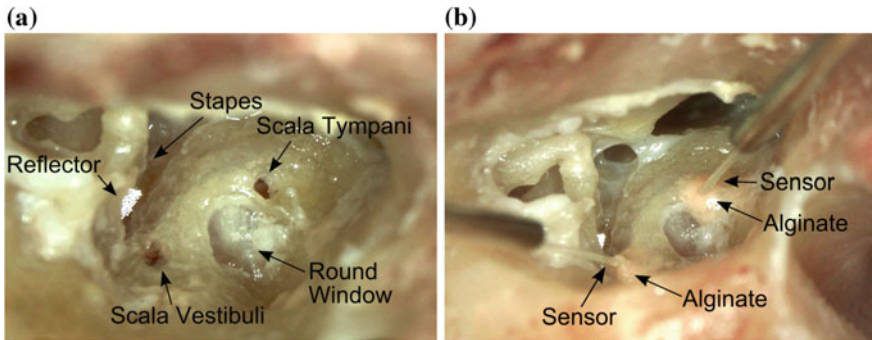 (a)
Stapes
Scala Tympani
Reflector
Round
Window
Scala Vestibuli
(b)
Sensor
Alginate
Alginate
Sensor